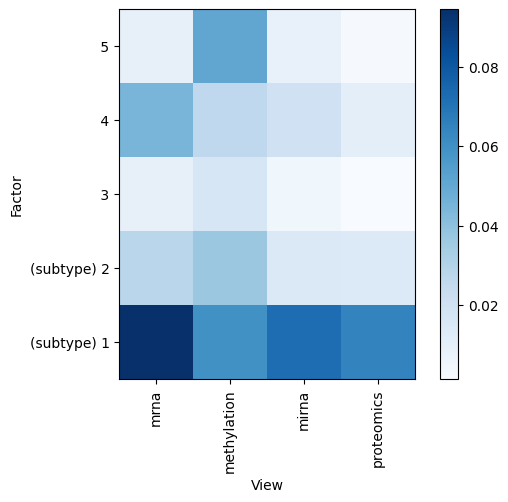 5
4
3
(subtype) 2
(subtype) 1
Factor
mrna
methylation
mirna
proteomics
View
0.08
0.06
0.04
0.02